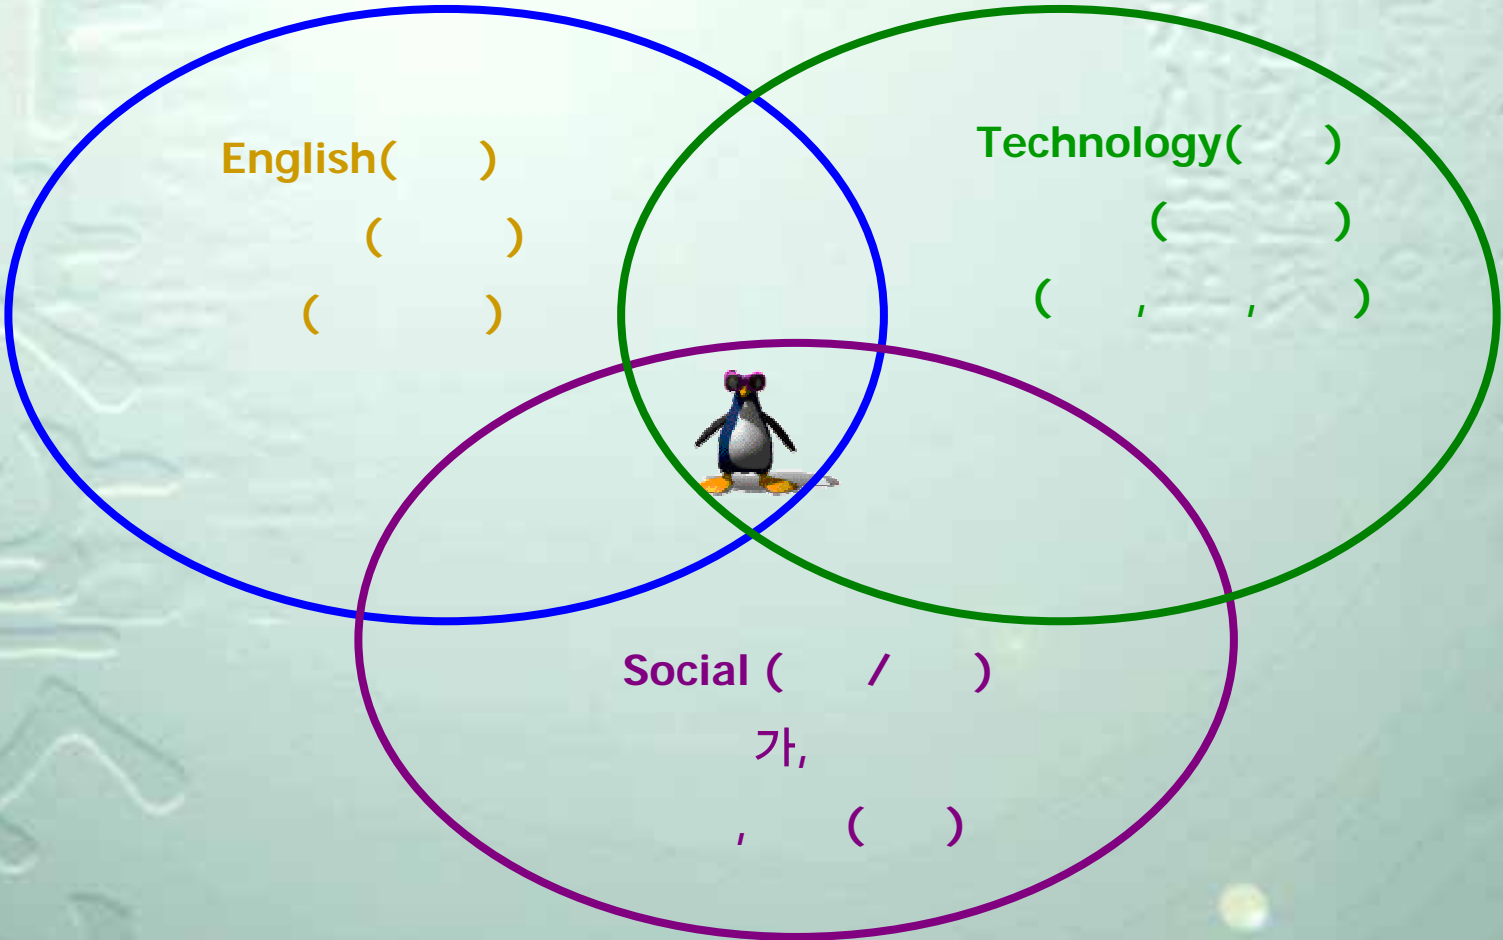 English(      )
(         )
(            )
Technology(      )
(            )
(      ,       ,       )
Social (      /      )
가,
,       (      )